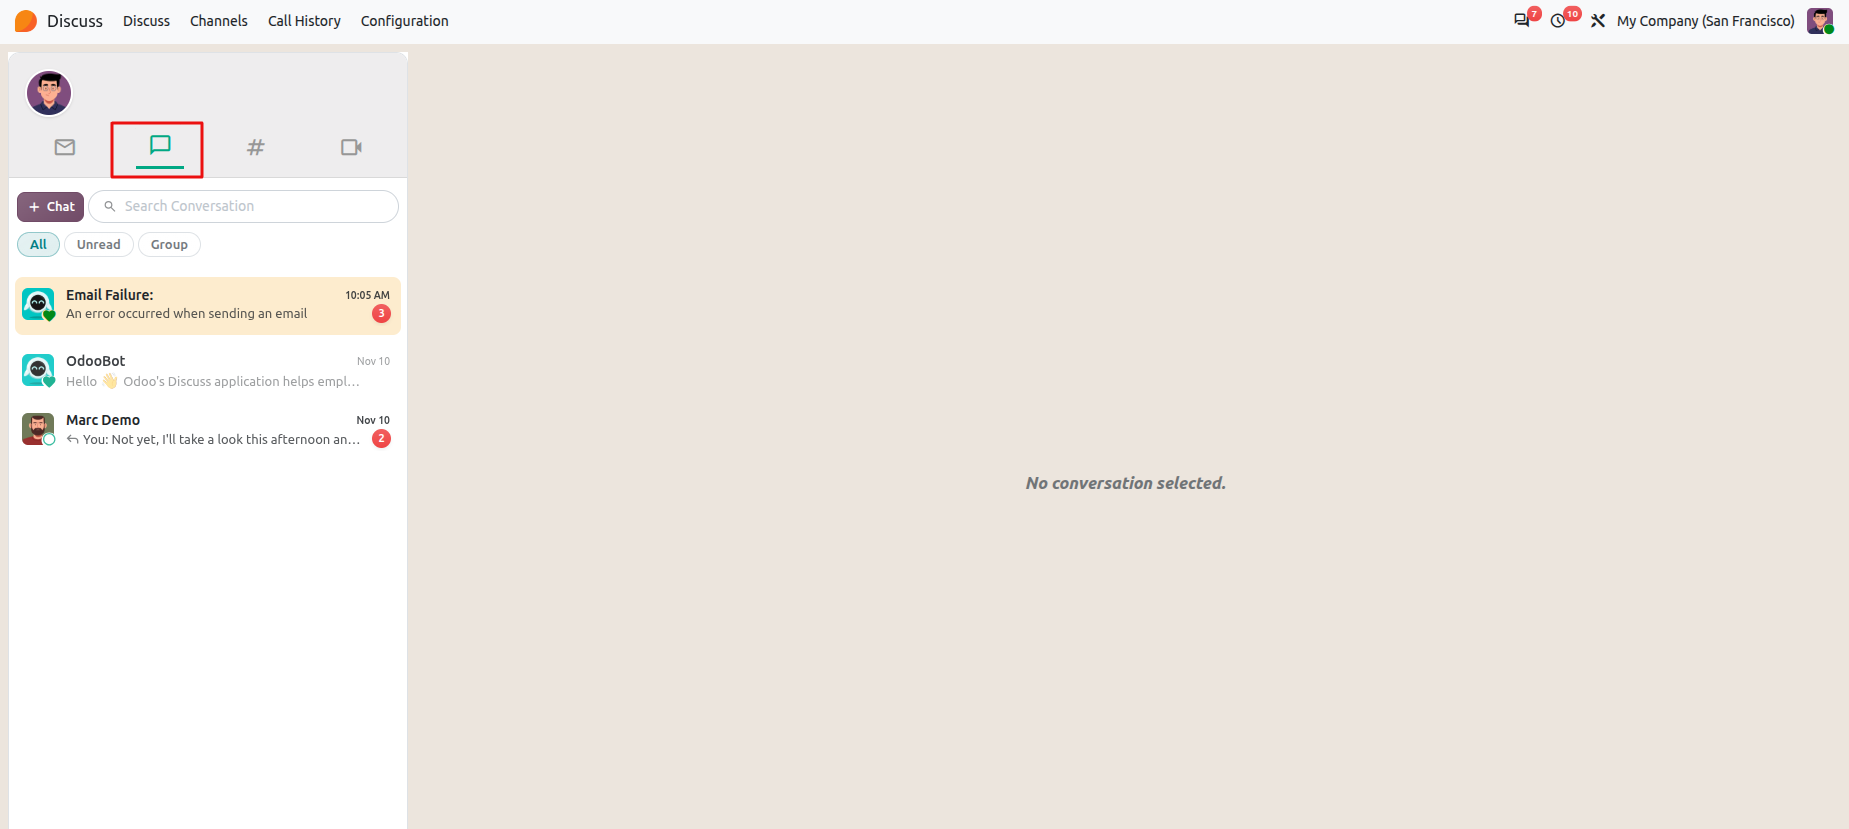 Discuss Discuss Channels Call History Configuration 7 10 My Company (San Francisco)
#
+ Chat Search Conversation
All Unread Group
Email Failure: 10:05 AM
An error occurred when sending an email 3
OdooBot Nov 10
Hello 👋 Odoo's Discuss application helps empl...
Marc Demo Nov 10
You: Not yet, I'll take a look this afternoon an... 2
No conversation selected.